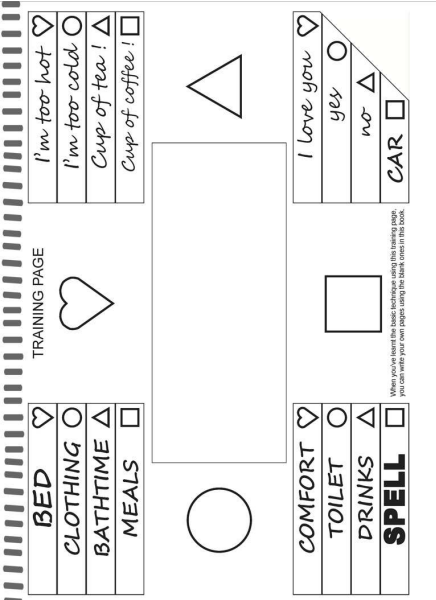 BED
CLOTHING
BATHTIME
MEALS
TRAINING PAGE
I'm too hot
I'm too cold
Cup of tea !
Cup of coffee !
COMFORT
TOILET
DRINKS
SPELL
When you've learnt the basic technique using this training page,
you can write your own pages using the blank ones in this book.
I love you
yes
no
CAR